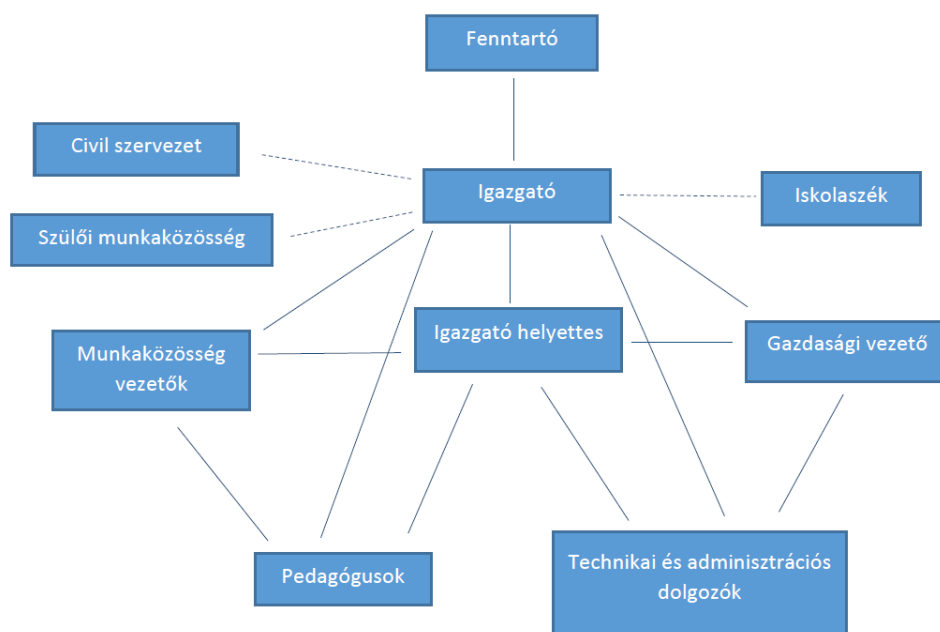 Fenntartó
Civil szervezet
Igazgató
Iskolaszék
Szülői munkaközösség
Munkaközösség
vezetők
Igazgató helyettes
Gazdasági vezető
Pedagógusok
Technikai és adminisztrációs
dolgozók